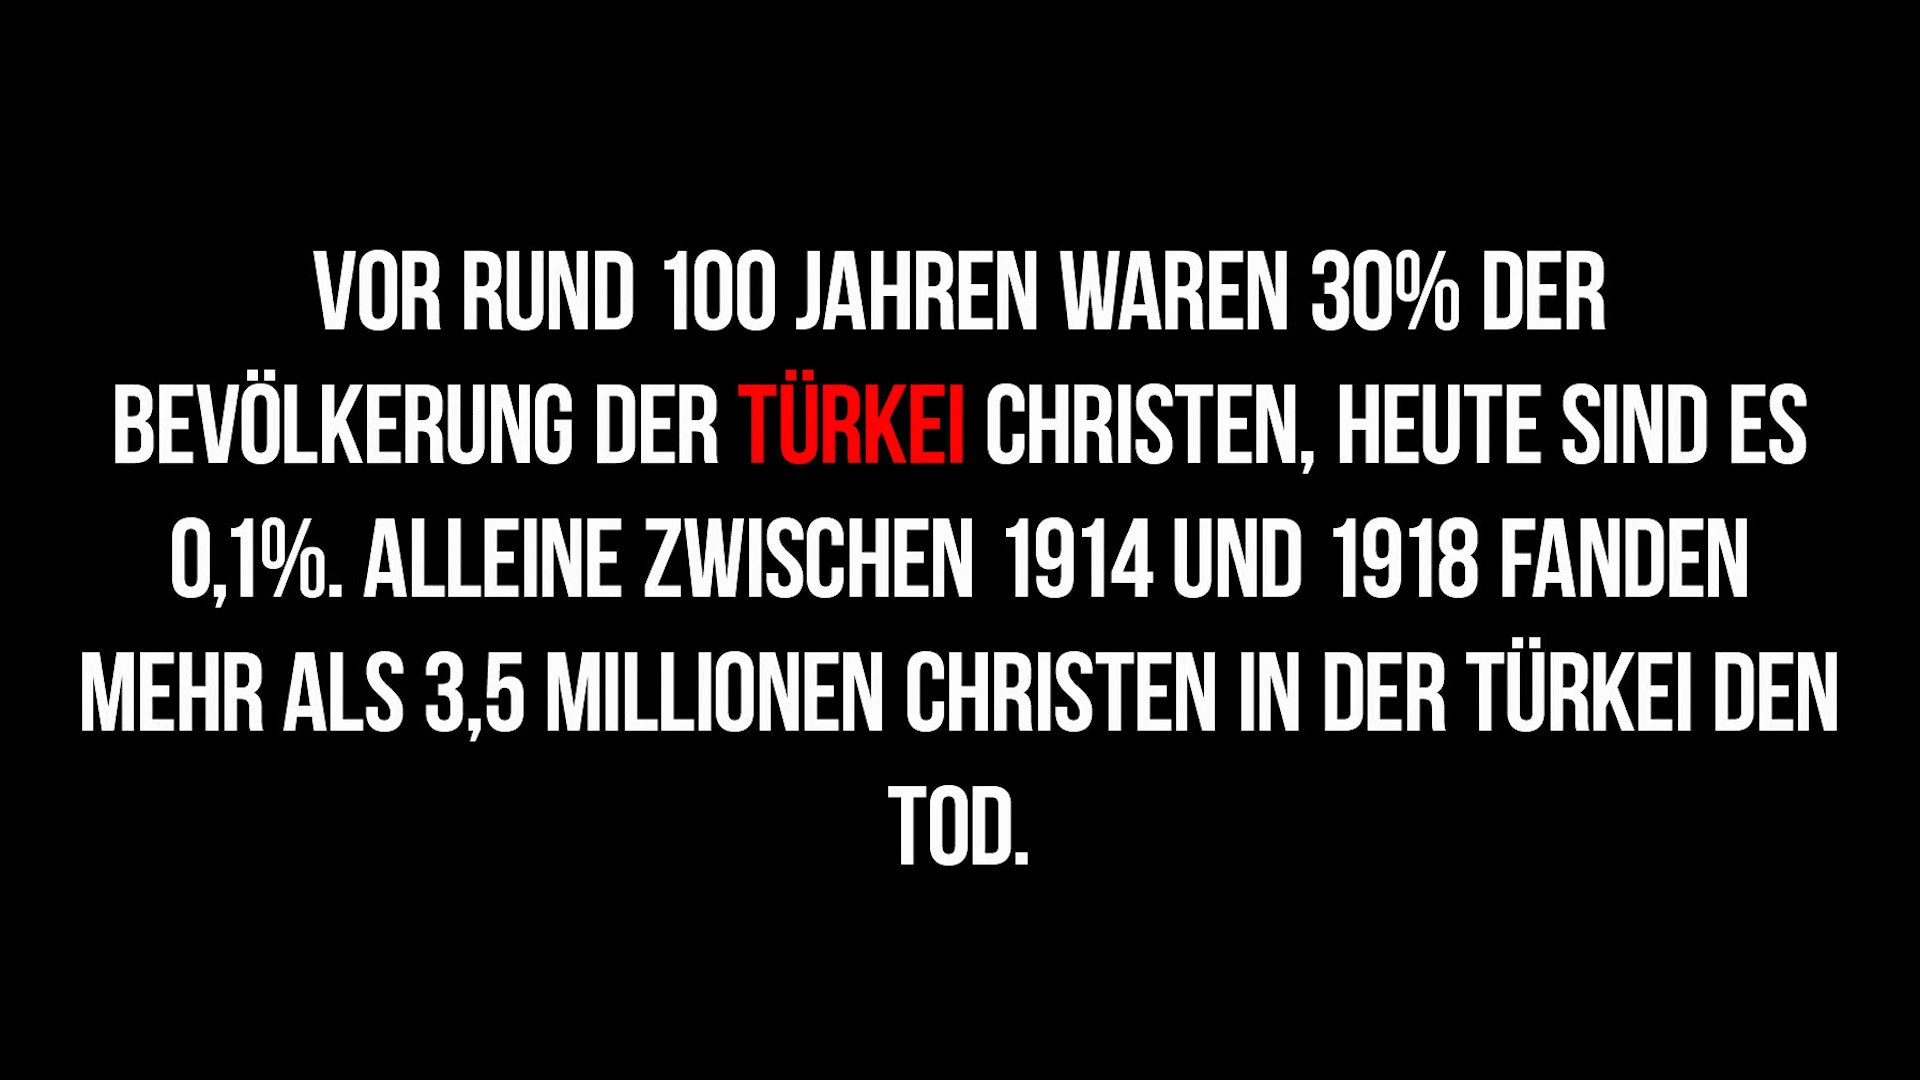 VOR RUND 100 JAHREN WAREN 30% DER
BEVÖLKERUNG DER TÜRKEI CHRISTEN, HEUTE SIND ES
0,1%. ALLEINE ZWISCHEN 1914 UND 1918 FANDEN
MEHR ALS 3,5 MILLIONEN CHRISTEN IN DER TÜRKEI DEN
TOD.